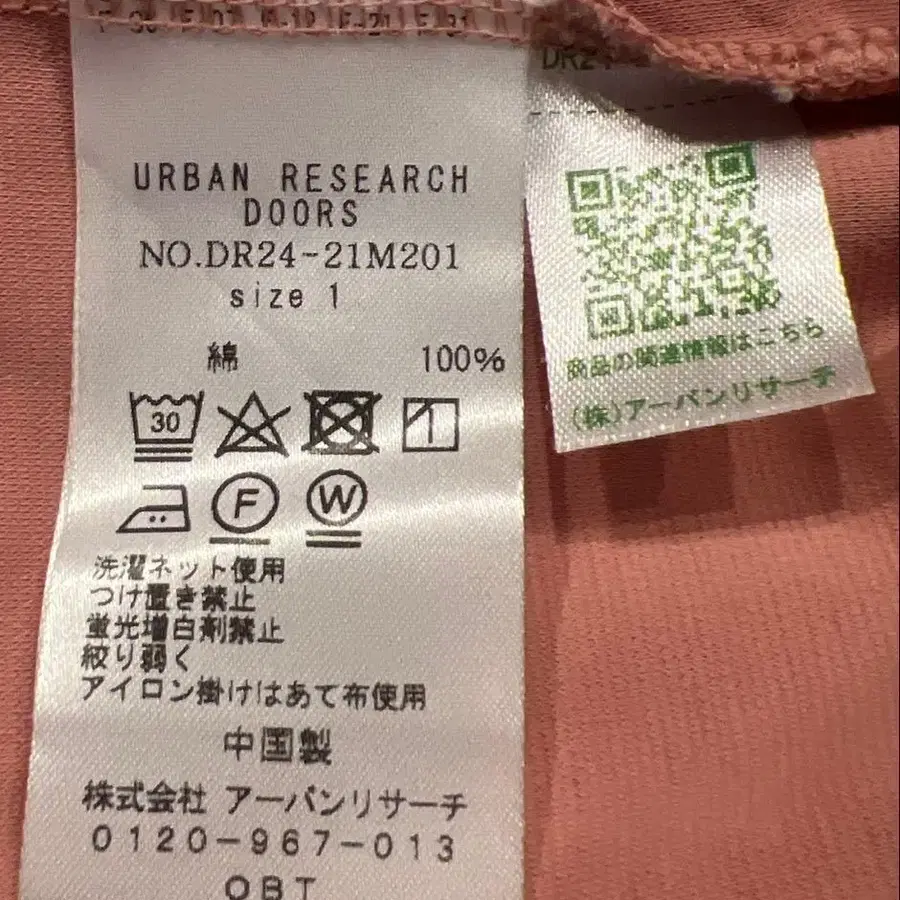 URBAN RESEARCH
DOORS
NO.DR24-21M201
size 1
綿 100%
30
F W
洗濯ネット使用
つけ置き禁止
蛍光増白剤禁止
絞り弱く
アイロン掛けはあて布使用
中国製
株式会社 アーバンリサーチ
0120-967-013
OBT
DR24
商品の関連情報はこちら
(株)アーバンリサーチ